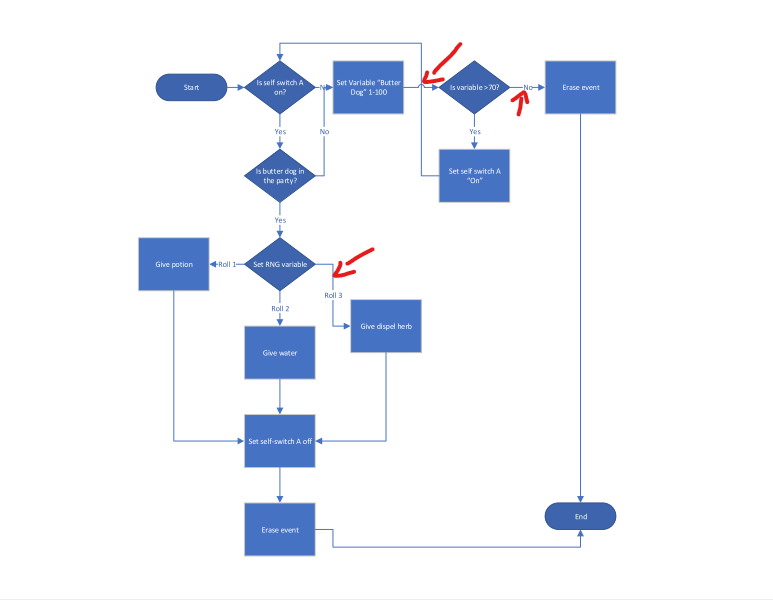 Start
Is self switch A
on?
Set Variable "Butter
Dog" 1-100
Is variable >70?
No
Erase event
Yes
No
Yes
Is butter dog in
the party?
Set self switch A
"On"
Yes
Give potion
Roll 1
Set RNG variable
Roll 3
Roll 2
Give dispel herb
Give water
Set self-switch A off
Erase event
End